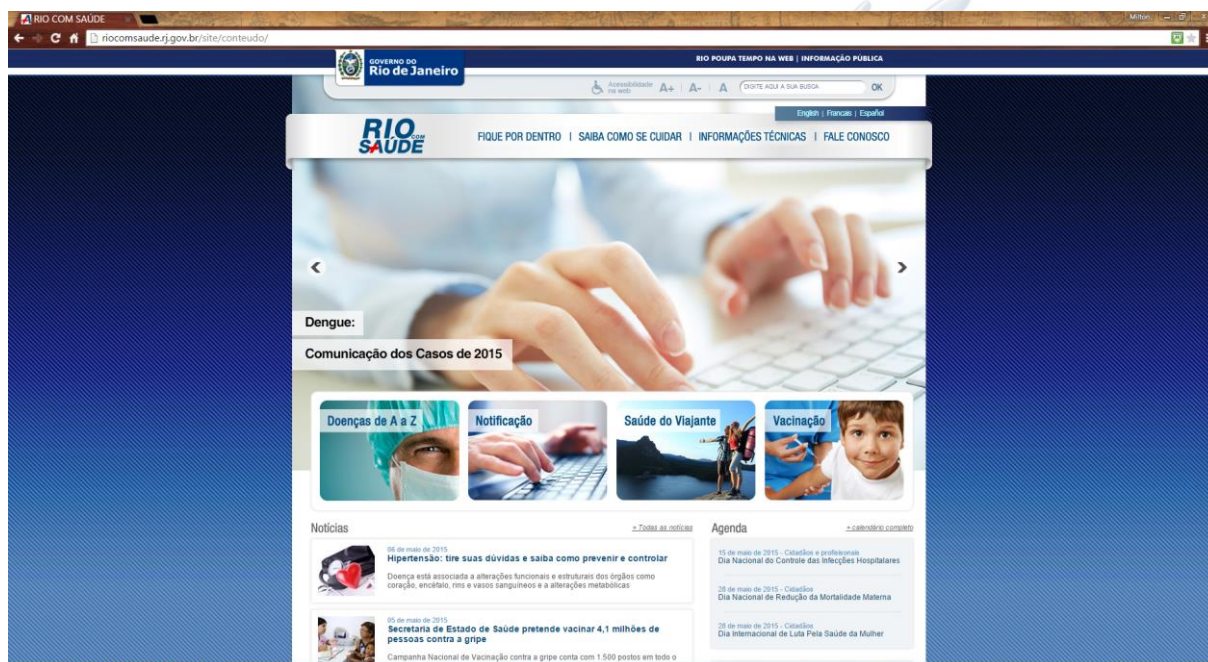 RIO COM SAÚDE
Milton
riocomsaude.rj.gov.br/site/conteudo/
GOVERNO DO
Rio de Janeiro
RIO POUPA TEMPO NA WEB | INFORMAÇÃO PÚBLICA
Acessibilidade
na web
A+ | A- | A
DIGITE AQUI A SUA BUSCA
OK
English | Francais | Español
RIO COM
SAÚDE
FIQUE POR DENTRO | SAIBA COMO SE CUIDAR | INFORMAÇÕES TÉCNICAS | FALE CONOSCO
Dengue:
Comunicação dos Casos de 2015
Doenças de A a Z
Notificação
Saúde do Viajante
Vacinação
Notícias
+ Todas as notícias
06 de maio de 2015
Hipertensão: tire suas dúvidas e saiba como prevenir e controlar
Doença está associada a alterações funcionais e estruturais dos órgãos como
coração, encéfalo, rins e vasos sanguíneos e a alterações metabólicas
05 de maio de 2015
Secretaria de Estado de Saúde pretende vacinar 4,1 milhões de
pessoas contra a gripe
Campanha Nacional de Vacinação contra a gripe conta com 1.500 postos em todo o
Agenda
+ calendário completo
15 de maio de 2015 - Cidadãos e profissionais
Dia Nacional do Controle das Infecções Hospitalares
28 de maio de 2015 - Cidadãos
Dia Nacional de Redução da Mortalidade Materna
28 de maio de 2015 - Cidadãos
Dia Internacional de Luta Pela Saúde da Mulher